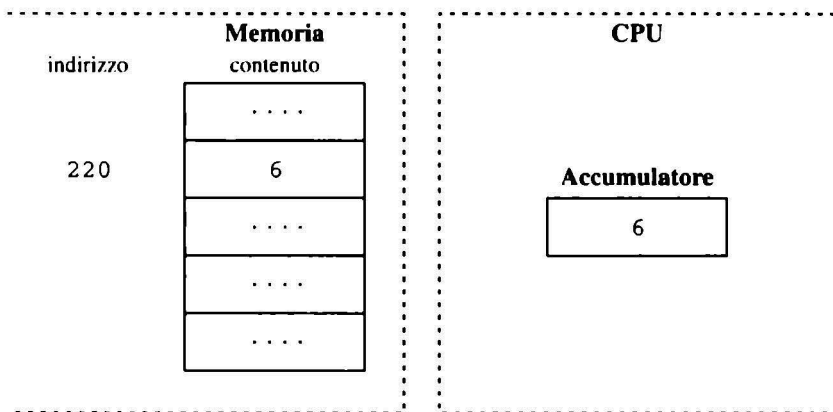 Memoria
CPU
indirizzo
contenuto
. . . .
220
6
Accumulatore
6
. . . .
. . . .
. . . .